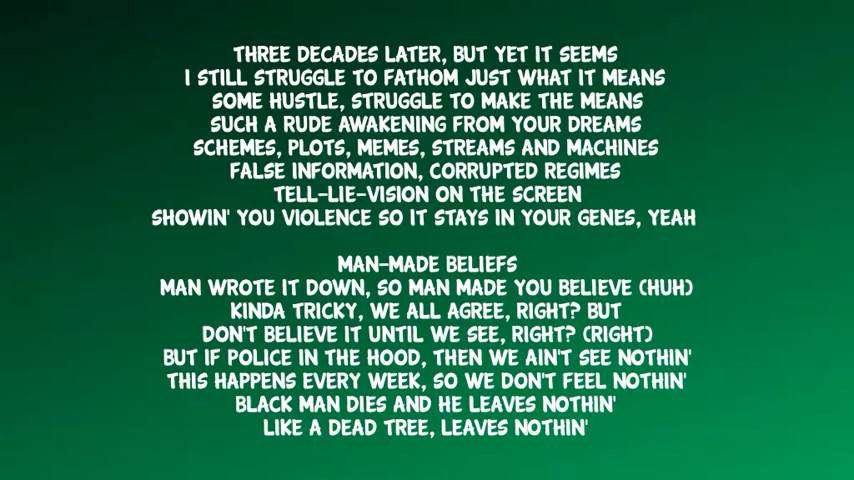 THREE DECADES LATER, BUT YET IT SEEMS
I STILL STRUGGLE TO FATHOM JUST WHAT IT MEANS
SOME HUSTLE, STRUGGLE TO MAKE THE MEANS
SUCH A RUDE AWAKENING FROM YOUR DREAMS
SCHEMES, PLOTS, MEMES, STREAMS AND MACHINES
FALSE INFORMATION, CORRUPTED REGIMES
TELL-LIE-VISION ON THE SCREEN
SHOWIN' YOU VIOLENCE SO IT STAYS IN YOUR GENES, YEAH

MAN-MADE BELIEFS
MAN WROTE IT DOWN, SO MAN MADE YOU BELIEVE (HUH)
KINDA TRICKY, WE ALL AGREE, RIGHT? BUT
DON'T BELIEVE IT UNTIL WE SEE, RIGHT? (RIGHT)
BUT IF POLICE IN THE HOOD, THEN WE AIN'T SEE NOTHIN'
THIS HAPPENS EVERY WEEK, SO WE DON'T FEEL NOTHIN'
BLACK MAN DIES AND HE LEAVES NOTHIN'
LIKE A DEAD TREE, LEAVES NOTHIN'